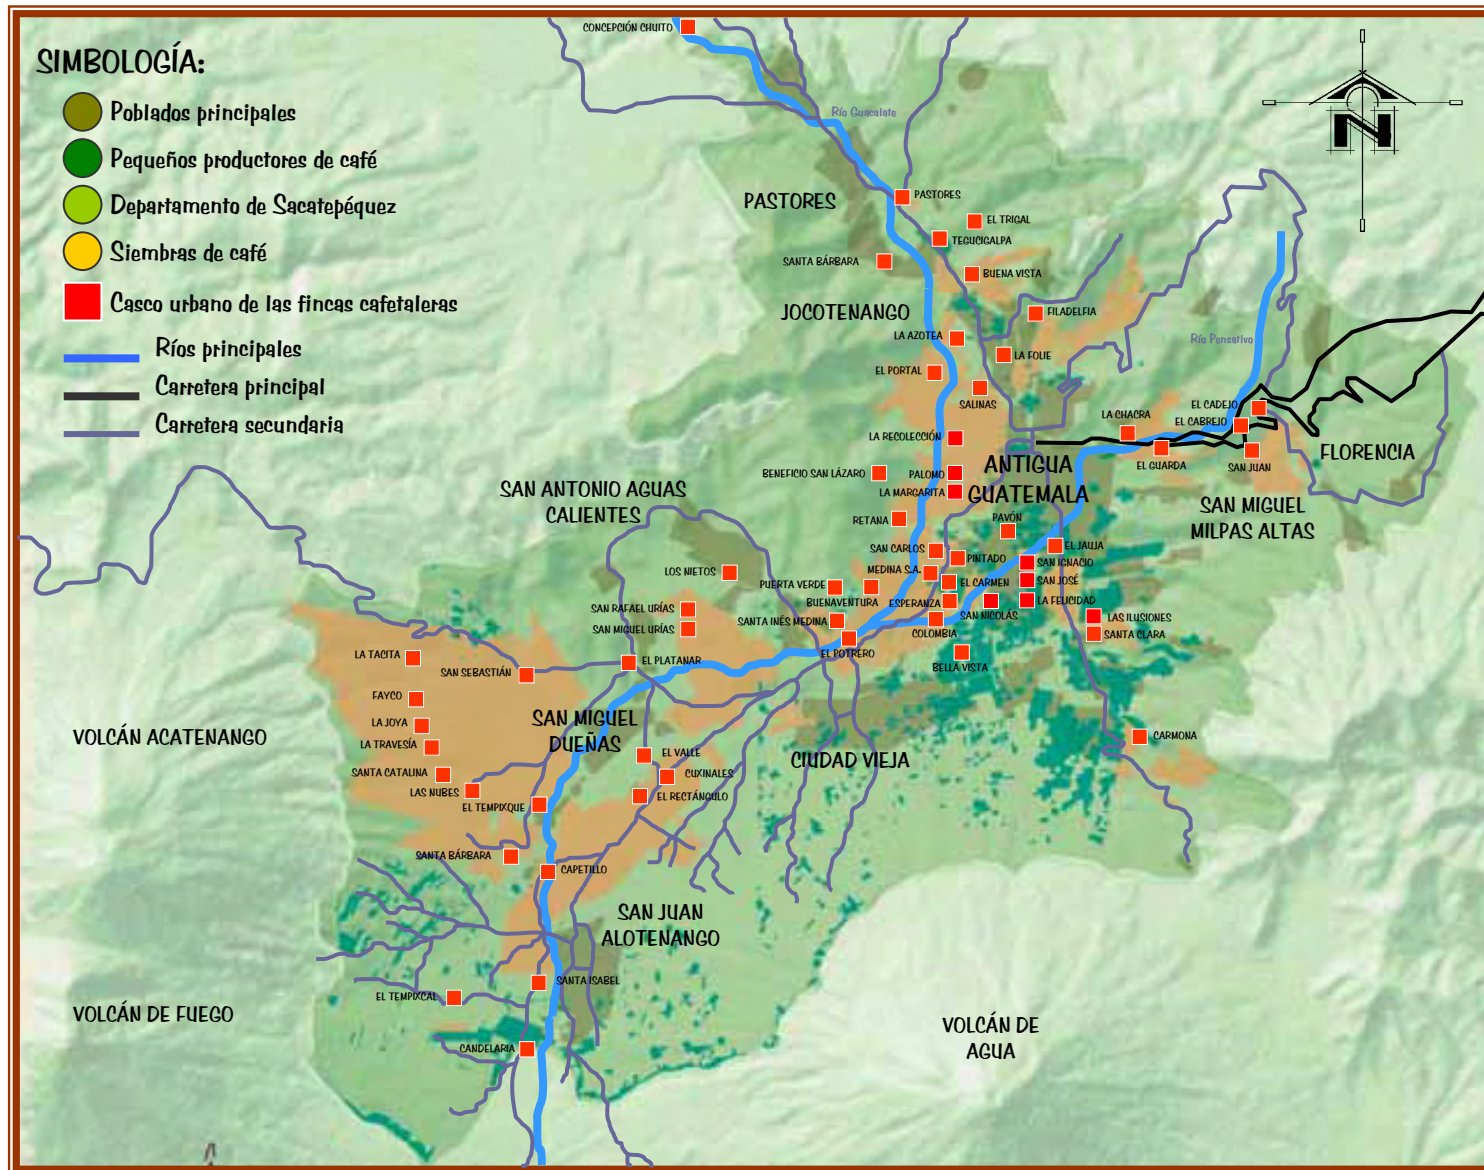 CONCEPCIÓN CHUITO
SIMBOLOGÍA:
Poblados principales
Pequeños productores de café
Departamento de Sacatepéquez
Siembras de café
Casco urbano de las fincas cafetaleras
Ríos principales
Carretera principal
Carretera secundaria
N
Río Guacalate
PASTORES
PASTORES
EL TRIGAL
TEGUCIGALPA
SANTA BÁRBARA
BUENA VISTA
JOCOTENANGO
FILADELFIA
LA AZOTEA
Río Pensativo
LA FOLIE
EL PORTAL
SALINAS
EL CADEJO
LA CHACRA
EL CABREJO
LA RECOLECCIÓN
EL GUARDA
SAN JUAN
FLORENCIA
BENEFICIO SAN LÁZARO
PALOMO
ANTIGUA
GUATEMALA
LA MARGARITA
SAN ANTONIO AGUAS
CALIENTES
SAN MIGUEL
MILPAS ALTAS
RETANA
PAVÓN
SAN CARLOS
PINTADO
EL JAUJA
SAN IGNACIO
LOS NIETOS
MEDINA S.A.
PUERTA VERDE
EL CARMEN
SAN JOSÉ
BUENAVENTURA
ESPERANZA
SAN NICOLÁS
LA FELICIDAD
SAN RAFAEL URÍAS
SANTA INÉS MEDINA
LAS ILUSIONES
SAN MIGUEL URÍAS
COLOMBIA
SANTA CLARA
EL POTRERO
LA TACITA
SAN SEBASTIÁN
EL PLATANAR
BELLA VISTA
FAYCO
LA JOYA
SAN MIGUEL
DUEÑAS
VOLCÁN ACATENANGO
LA TRAVESÍA
CARMONA
EL VALLE
CIUDAD VIEJA
SANTA CATALINA
CUXINALES
LAS NUBES
EL RECTÁNGULO
EL TEMPIXQUE
SANTA BÁRBARA
CAPETILLO
SAN JUAN
ALOTENANGO
SANTA ISABEL
EL TEMPIXCAL
VOLCÁN DE FUEGO
VOLCÁN DE
AGUA
CANDELARIA